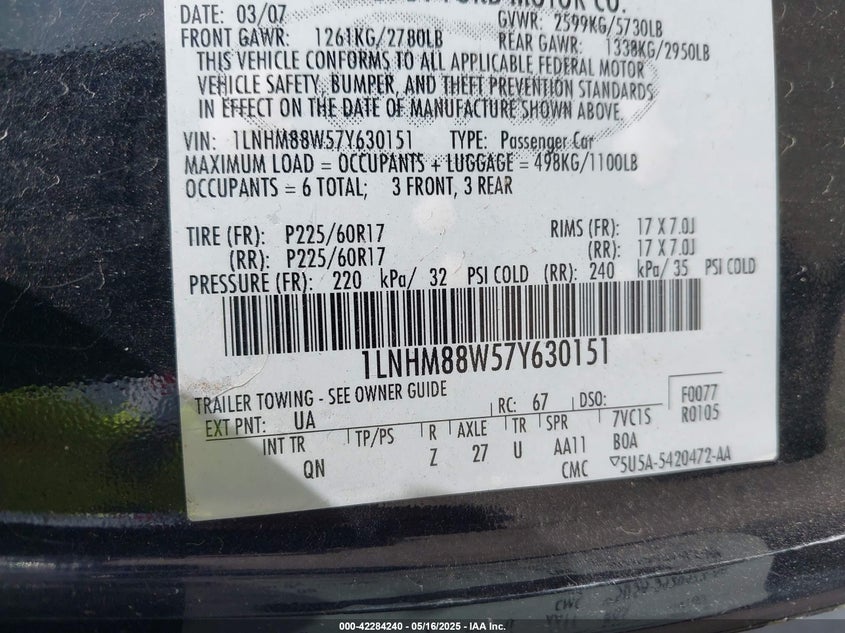 FORD MOTOR CO.
DATE: 03/07 GVWR: 2599KG/5730LB
FRONT GAWR: 1261KG/2780LB REAR GAWR: 1338KG/2950LB
THIS VEHICLE CONFORMS TO ALL APPLICABLE FEDERAL MOTOR
VEHICLE SAFETY, BUMPER, AND THEFT PREVENTION STANDARDS
IN EFFECT ON THE DATE OF MANUFACTURE SHOWN ABOVE.
VIN: 1LNHM88W57Y630151 TYPE: Passenger Car
MAXIMUM LOAD = OCCUPANTS + LUGGAGE = 498KG/1100LB
OCCUPANTS = 6 TOTAL; 3 FRONT, 3 REAR
TIRE (FR): P225/60R17 RIMS (FR): 17 X 7.0J
(RR): P225/60R17 (RR): 17 X 7.0J
PRESSURE (FR): 220 kPa/ 32 PSI COLD (RR): 240 kPa/ 35 PSI COLD
1LNHM88W57Y630151
TRAILER TOWING - SEE OWNER GUIDE
EXT PNT: UA RC: 67 DSO: F0077
INT TR TP/PS R AXLE TR SPR 7VC1S R0105
QN Z 27 U AA11 BOA
CMC ▽5U5A-5420472-AA
000-42284240 - 05/16/2025 - IAA Inc.